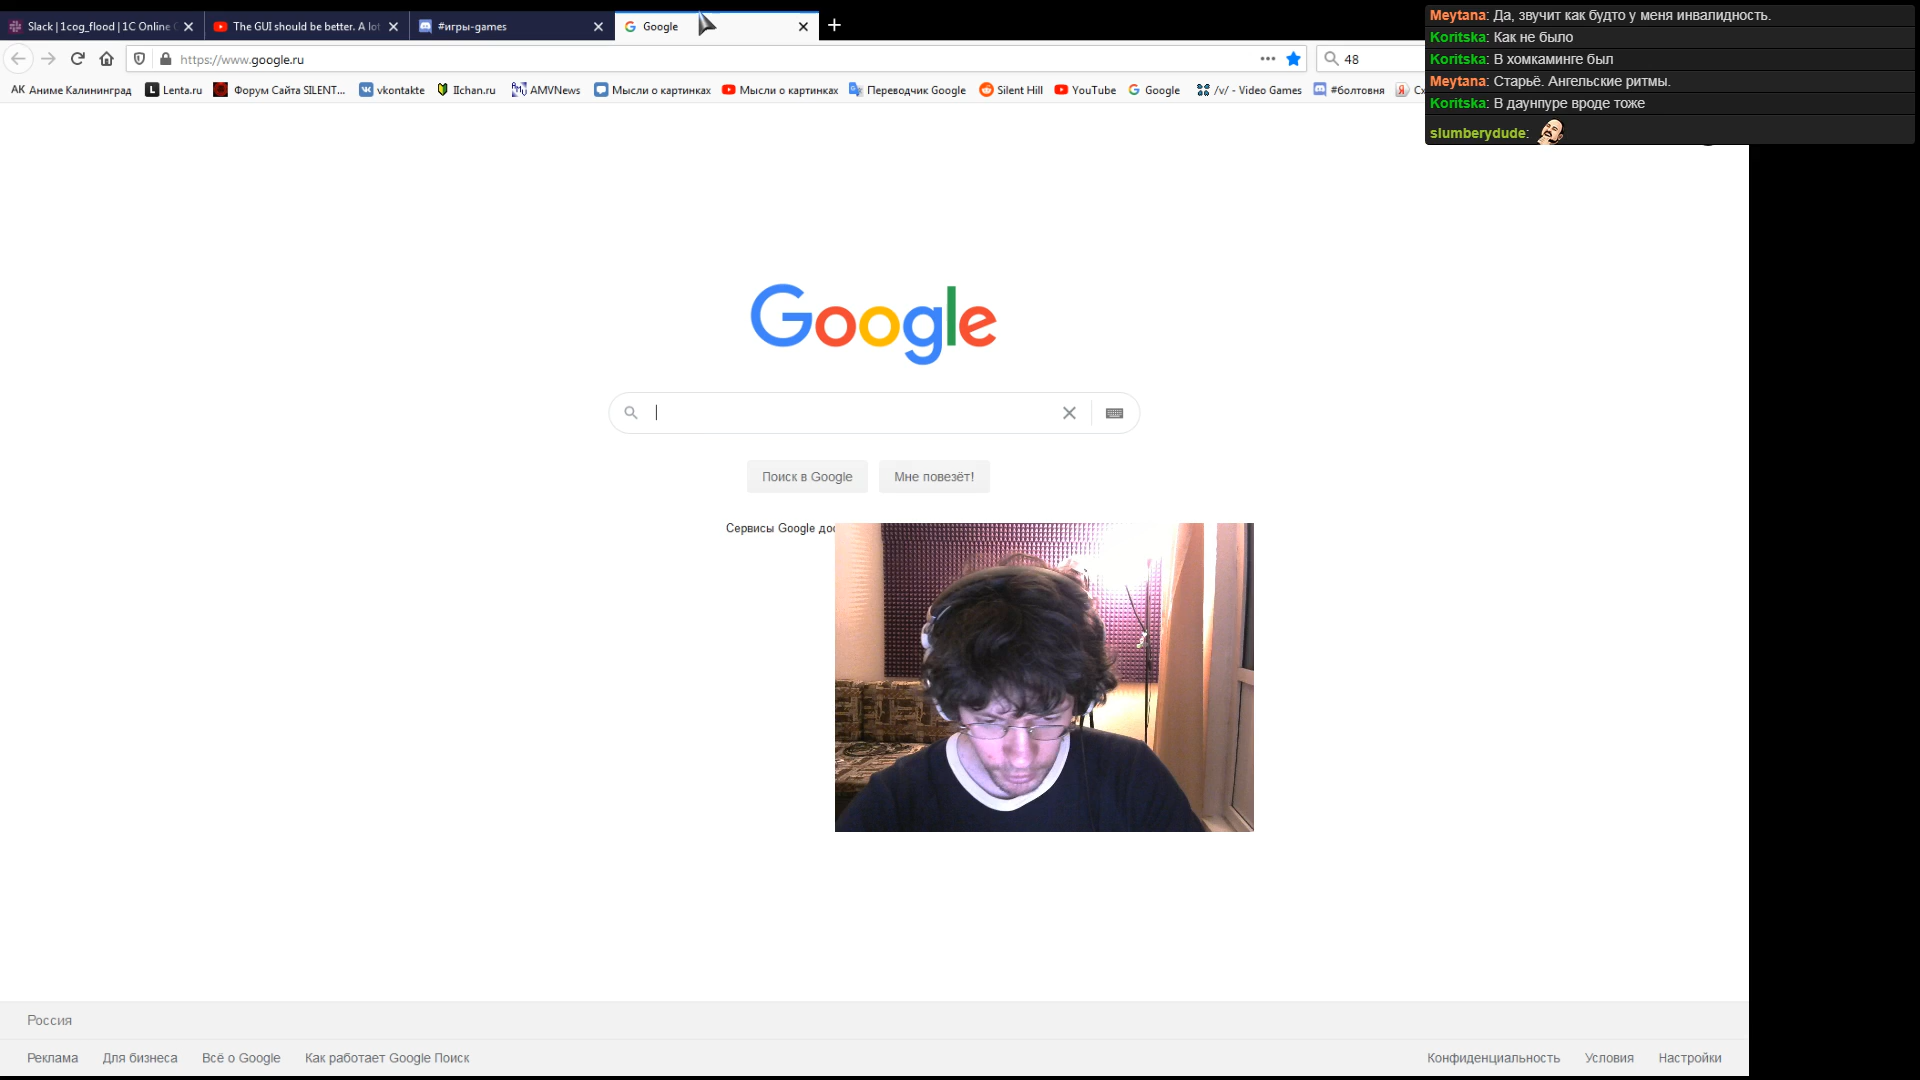 Slack | 1cog_flood | 1C Online
The GUI should be better. A lot
#игры-games
Google
https://www.google.ru
48
АК Аниме Калининград
Lenta.ru
Форум Сайта SILENT...
vkontakte
IIchan.ru
AMVNews
Мысли о картинках
Мысли о картинках
Переводчик Google
Silent Hill
YouTube
Google
/v/ - Video Games
#болтовня
Meytana: Да, звучит как будто у меня инвалидность.
Koritska: Как не было
Koritska: В хомкаминге был
Meytana: Старьё. Ангельские ритмы.
Koritska: В даунпуре вроде тоже
slumberydude:
Google
Поиск в Google
Мне повезёт!
Сервисы Google
Россия
Реклама
Для бизнеса
Всё о Google
Как работает Google Поиск
Конфиденциальность
Условия
Настройки